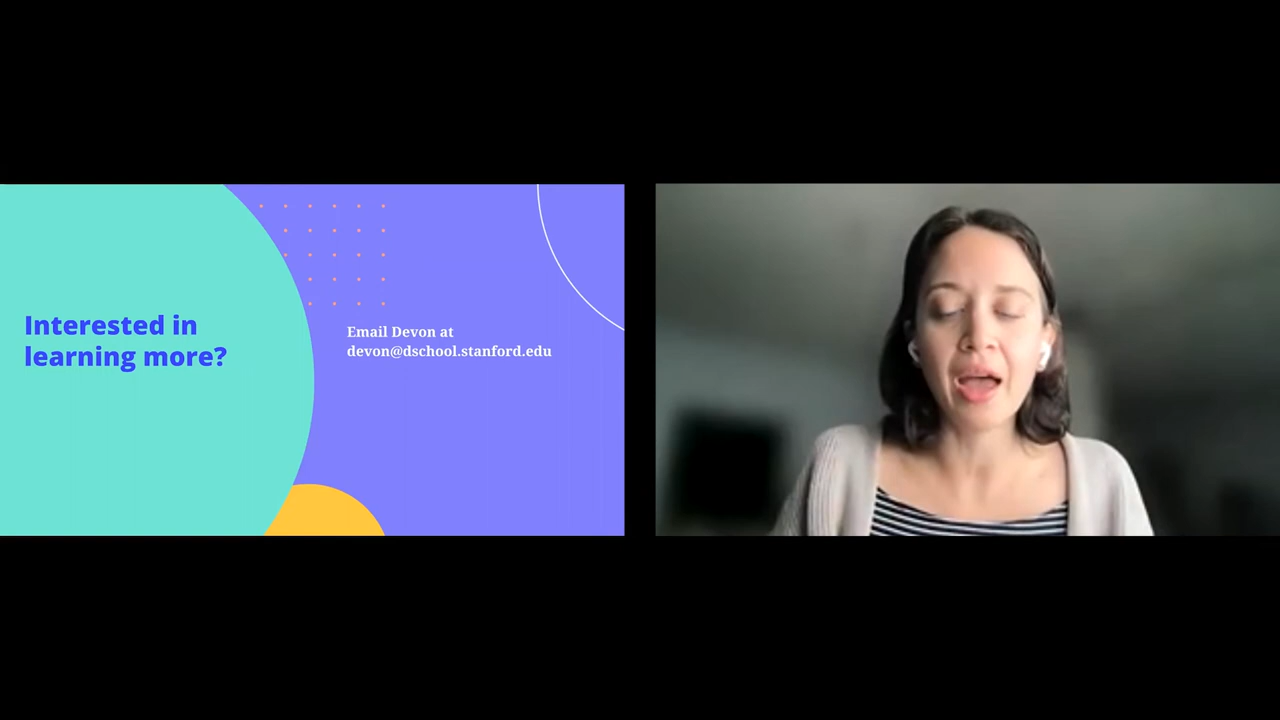 Interested in
learning more?
Email Devon at
devon@dschool.stanford.edu